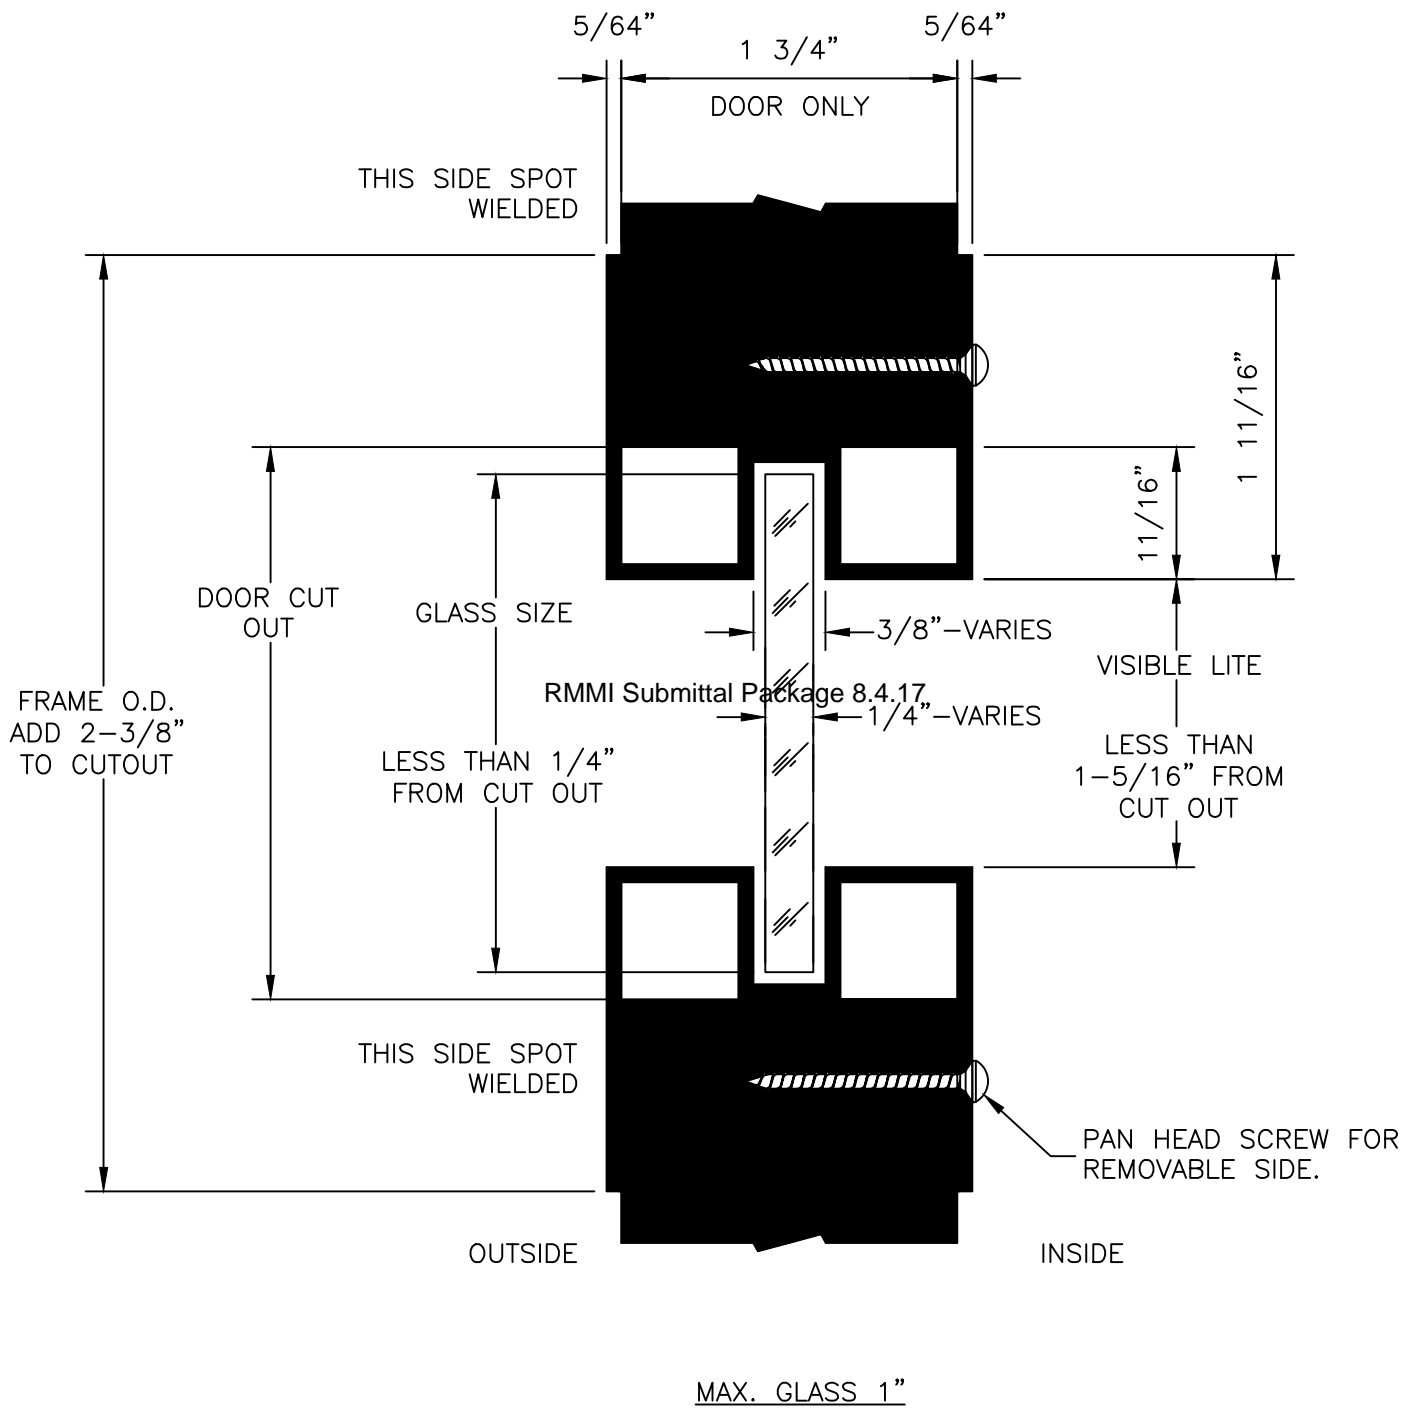 5/64”
5/64”
1 3/4”
DOOR ONLY
THIS SIDE SPOT
WIELDED
1 11/16”
11/16”
DOOR CUT
OUT
GLASS SIZE
3/8”-VARIES
VISIBLE LITE
FRAME O.D.
ADD 2-3/8”
TO CUTOUT
RMMI Submittal Package 8.4.17
1/4”-VARIES
LESS THAN 1/4”
FROM CUT OUT
LESS THAN
1-5/16” FROM
CUT OUT
THIS SIDE SPOT
WIELDED
PAN HEAD SCREW FOR
REMOVABLE SIDE.
OUTSIDE
INSIDE
MAX. GLASS 1”